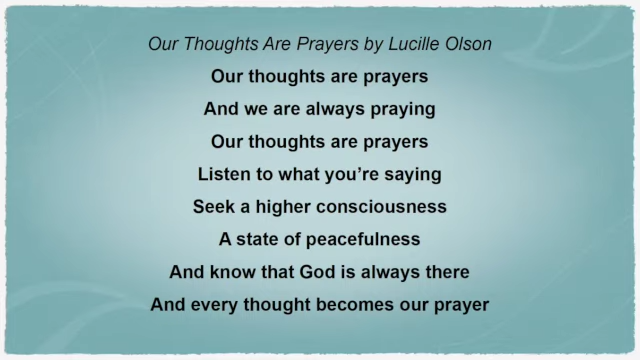 Our Thoughts Are Prayers by Lucille Olson
Our thoughts are prayers
And we are always praying
Our thoughts are prayers
Listen to what you’re saying
Seek a higher consciousness
A state of peacefulness
And know that God is always there
And every thought becomes our prayer